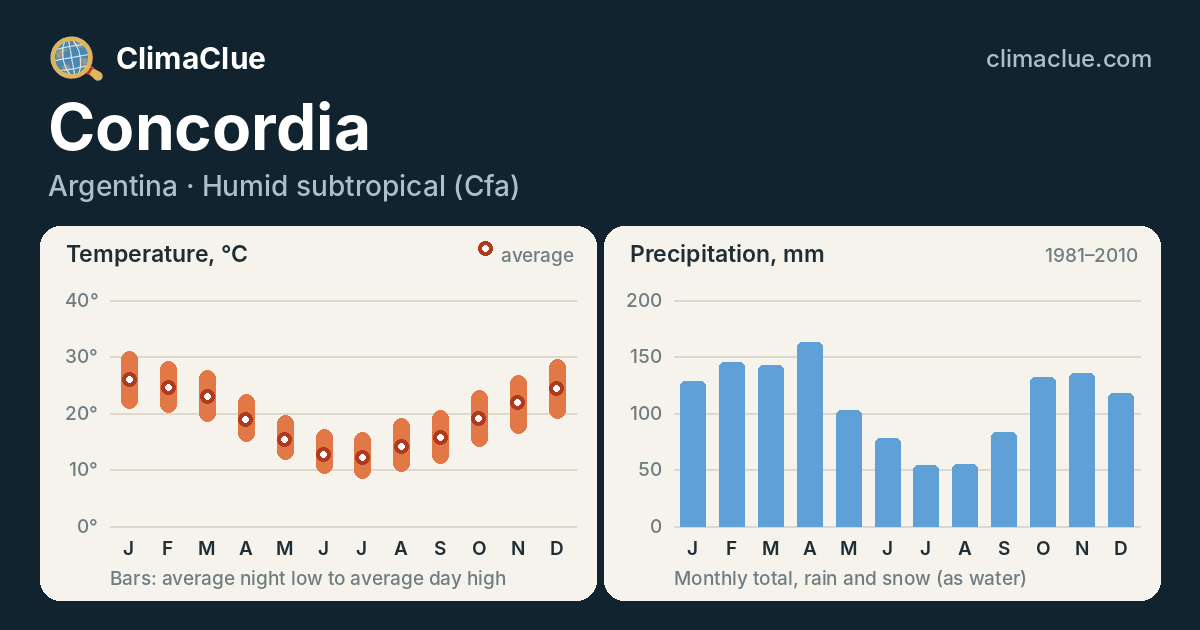 ClimaClue
climaclue.com
Concordia
Argentina · Humid subtropical (Cfa)
Temperature, °C
average
40°
30°
20°
10°
0°
J F M A M J J A S O N D
Bars: average night low to average day high
Precipitation, mm
1981–2010
200
150
100
50
0
J F M A M J J A S O N D
Monthly total, rain and snow (as water)